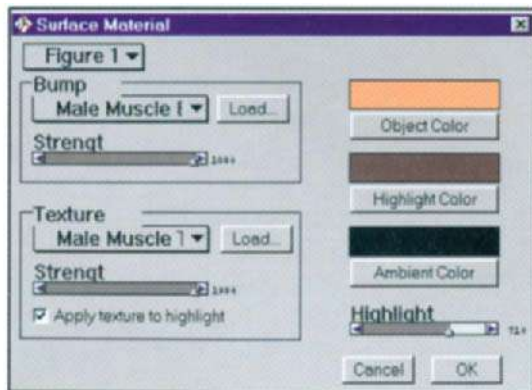 Surface Material
Figure 1
Bump
Male Muscle
Load...
Strengt
Texture
Male Muscle
Load...
Strengt
Apply texture to highlight
Object Color
Highlight Color
Ambient Color
Highlight
Cancel
OK